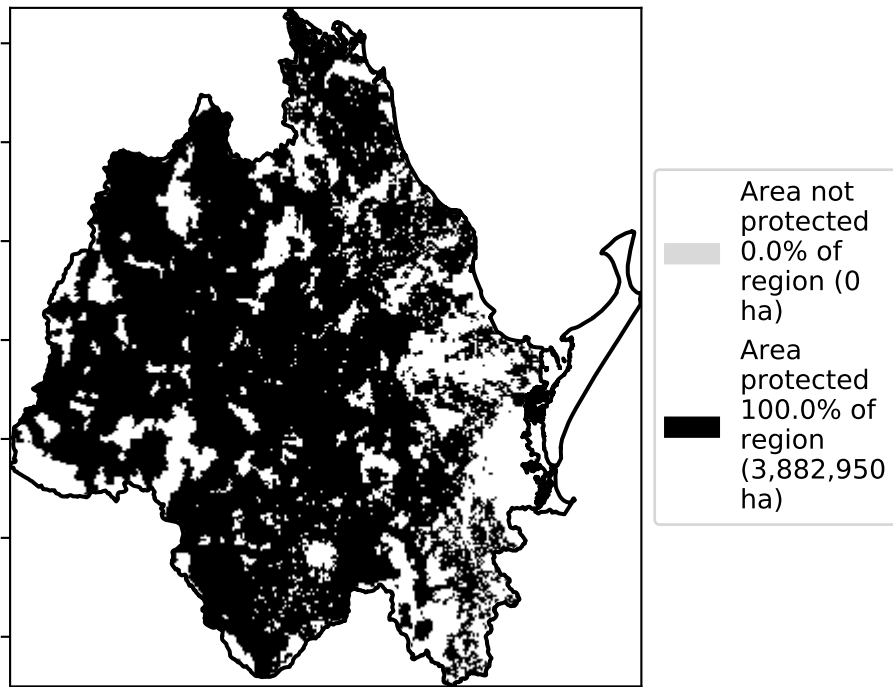 Area not
protected
0.0% of
region (0
ha)
Area
protected
100.0% of
region
(3,882,950
ha)